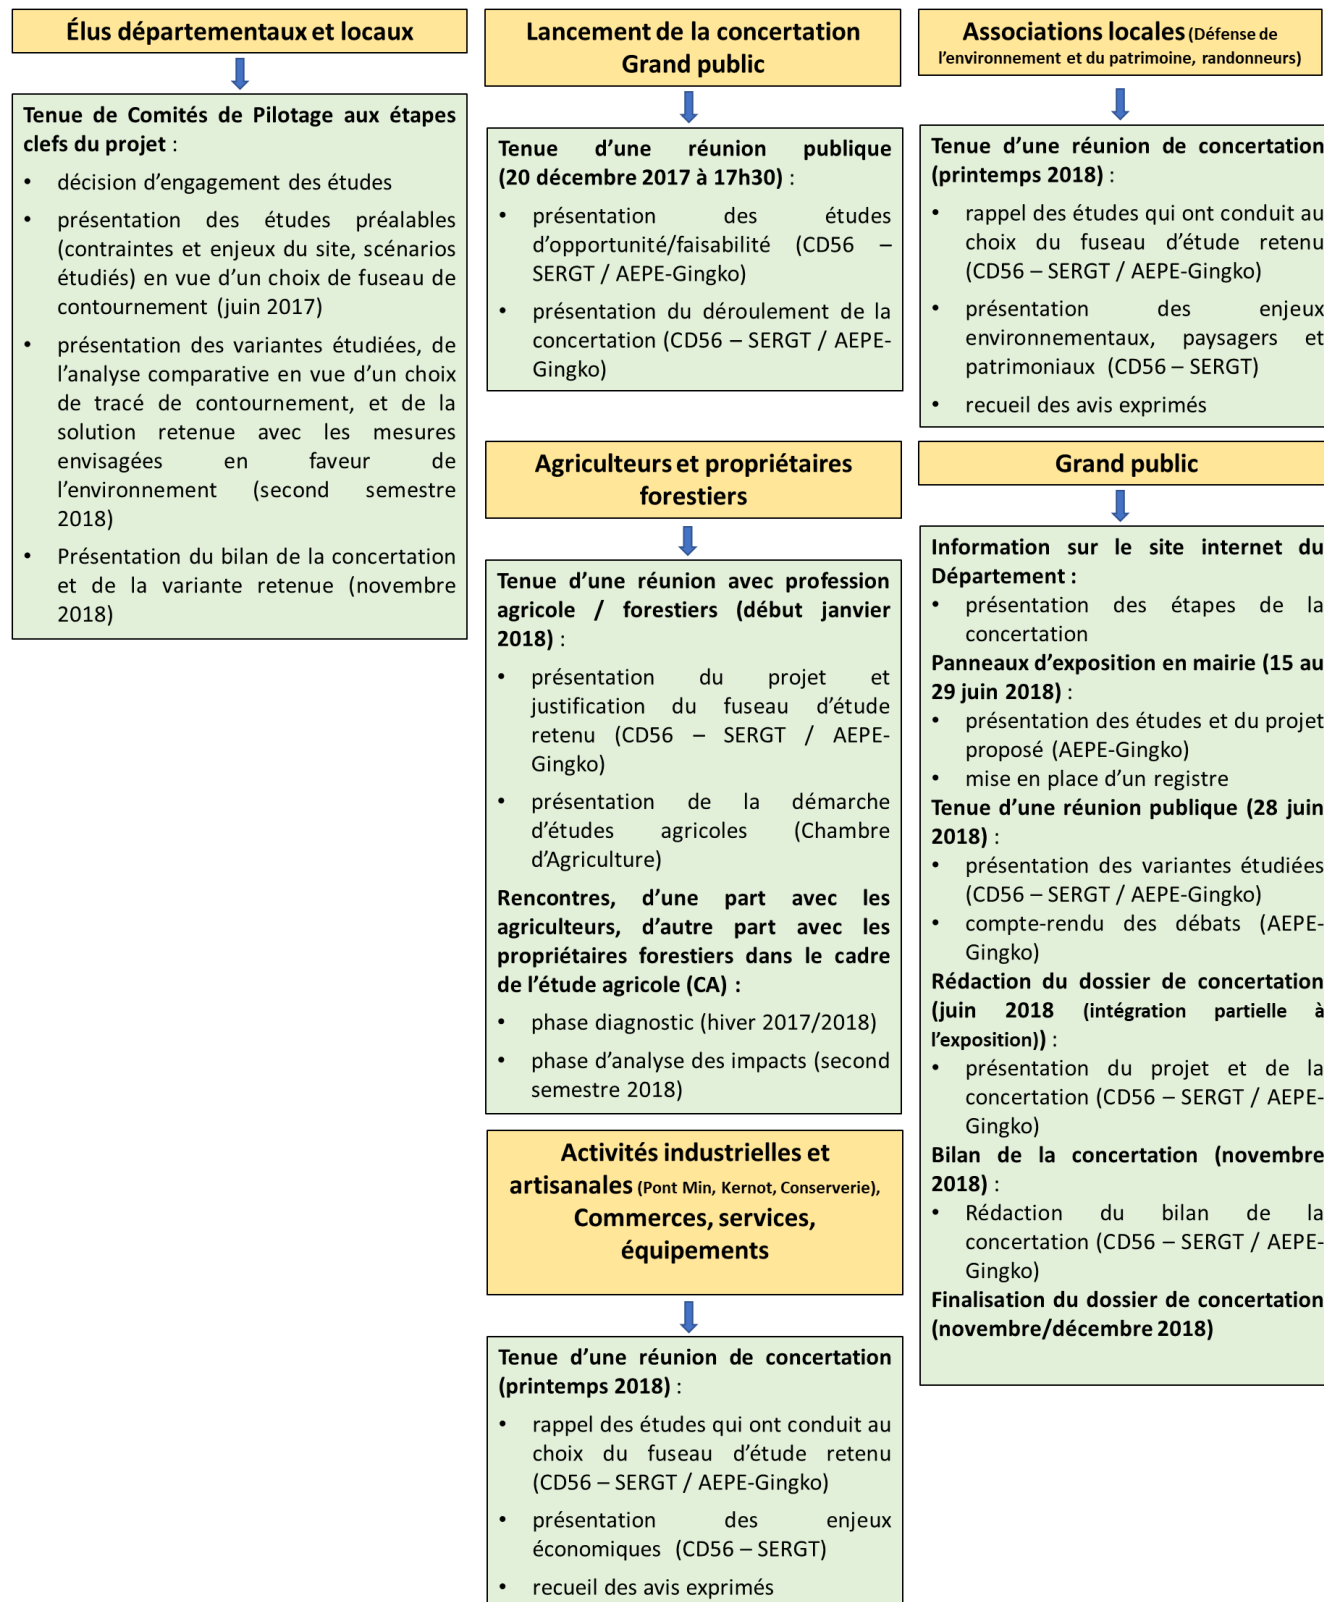 Élus départementaux et locaux
Tenue de Comités de Pilotage aux étapes
clefs du projet :
• décision d'engagement des études
• présentation des études préalables
(contraintes et enjeux du site, scénarios
étudiés) en vue d'un choix de fuseau de
contournement (juin 2017)
• présentation des variantes étudiées, de
l'analyse comparative en vue d'un choix
de tracé de contournement, et de la
solution retenue avec les mesures
envisagées en faveur de
l'environnement (second semestre
2018)
• Présentation du bilan de la concertation
et de la variante retenue (novembre
2018)
Lancement de la concertation
Grand public
Tenue d'une réunion publique
(20 décembre 2017 à 17h30) :
• présentation des études
d'opportunité/faisabilité (CD56 –
SERGT / AEPE-Gingko)
• présentation du déroulement de la
concertation (CD56 – SERGT / AEPE-
Gingko)
Agriculteurs et propriétaires
forestiers
Tenue d'une réunion avec profession
agricole / forestiers (début janvier
2018) :
• présentation du projet et
justification du fuseau d'étude
retenu (CD56 – SERGT / AEPE-
Gingko)
• présentation de la démarche
d'études agricoles (Chambre
d'Agriculture)
Rencontres, d'une part avec les
agriculteurs, d'autre part avec les
propriétaires forestiers dans le cadre
de l'étude agricole (CA) :
• phase diagnostic (hiver 2017/2018)
• phase d'analyse des impacts (second
semestre 2018)
Activités industrielles et
artisanales (Pont Min, Kernot, Conserverie),
Commerces, services,
équipements
Tenue d'une réunion de concertation
(printemps 2018) :
• rappel des études qui ont conduit au
choix du fuseau d'étude retenu
(CD56 – SERGT / AEPE-Gingko)
• présentation des enjeux
économiques (CD56 – SERGT)
• recueil des avis exprimés
Associations locales (Défense de
l'environnement et du patrimoine, randonneurs)
Tenue d'une réunion de concertation
(printemps 2018) :
• rappel des études qui ont conduit au
choix du fuseau d'étude retenu
(CD56 – SERGT / AEPE-Gingko)
• présentation des enjeux
environnementaux, paysagers et
patrimoniaux (CD56 – SERGT)
• recueil des avis exprimés
Grand public
Information sur le site internet du
Département :
• présentation des étapes de la
concertation
Panneaux d'exposition en mairie (15 au
29 juin 2018) :
• présentation des études et du projet
proposé (AEPE-Gingko)
• mise en place d'un registre
Tenue d'une réunion publique (28 juin
2018) :
• présentation des variantes étudiées
(CD56 – SERGT / AEPE-Gingko)
• compte-rendu des débats (AEPE-
Gingko)
Rédaction du dossier de concertation
(juin 2018 (intégration partielle à
l'exposition)) :
• présentation du projet et de la
concertation (CD56 – SERGT / AEPE-
Gingko)
Bilan de la concertation (novembre
2018) :
• Rédaction du bilan de la
concertation (CD56 – SERGT / AEPE-
Gingko)
Finalisation du dossier de concertation
(novembre/décembre 2018)